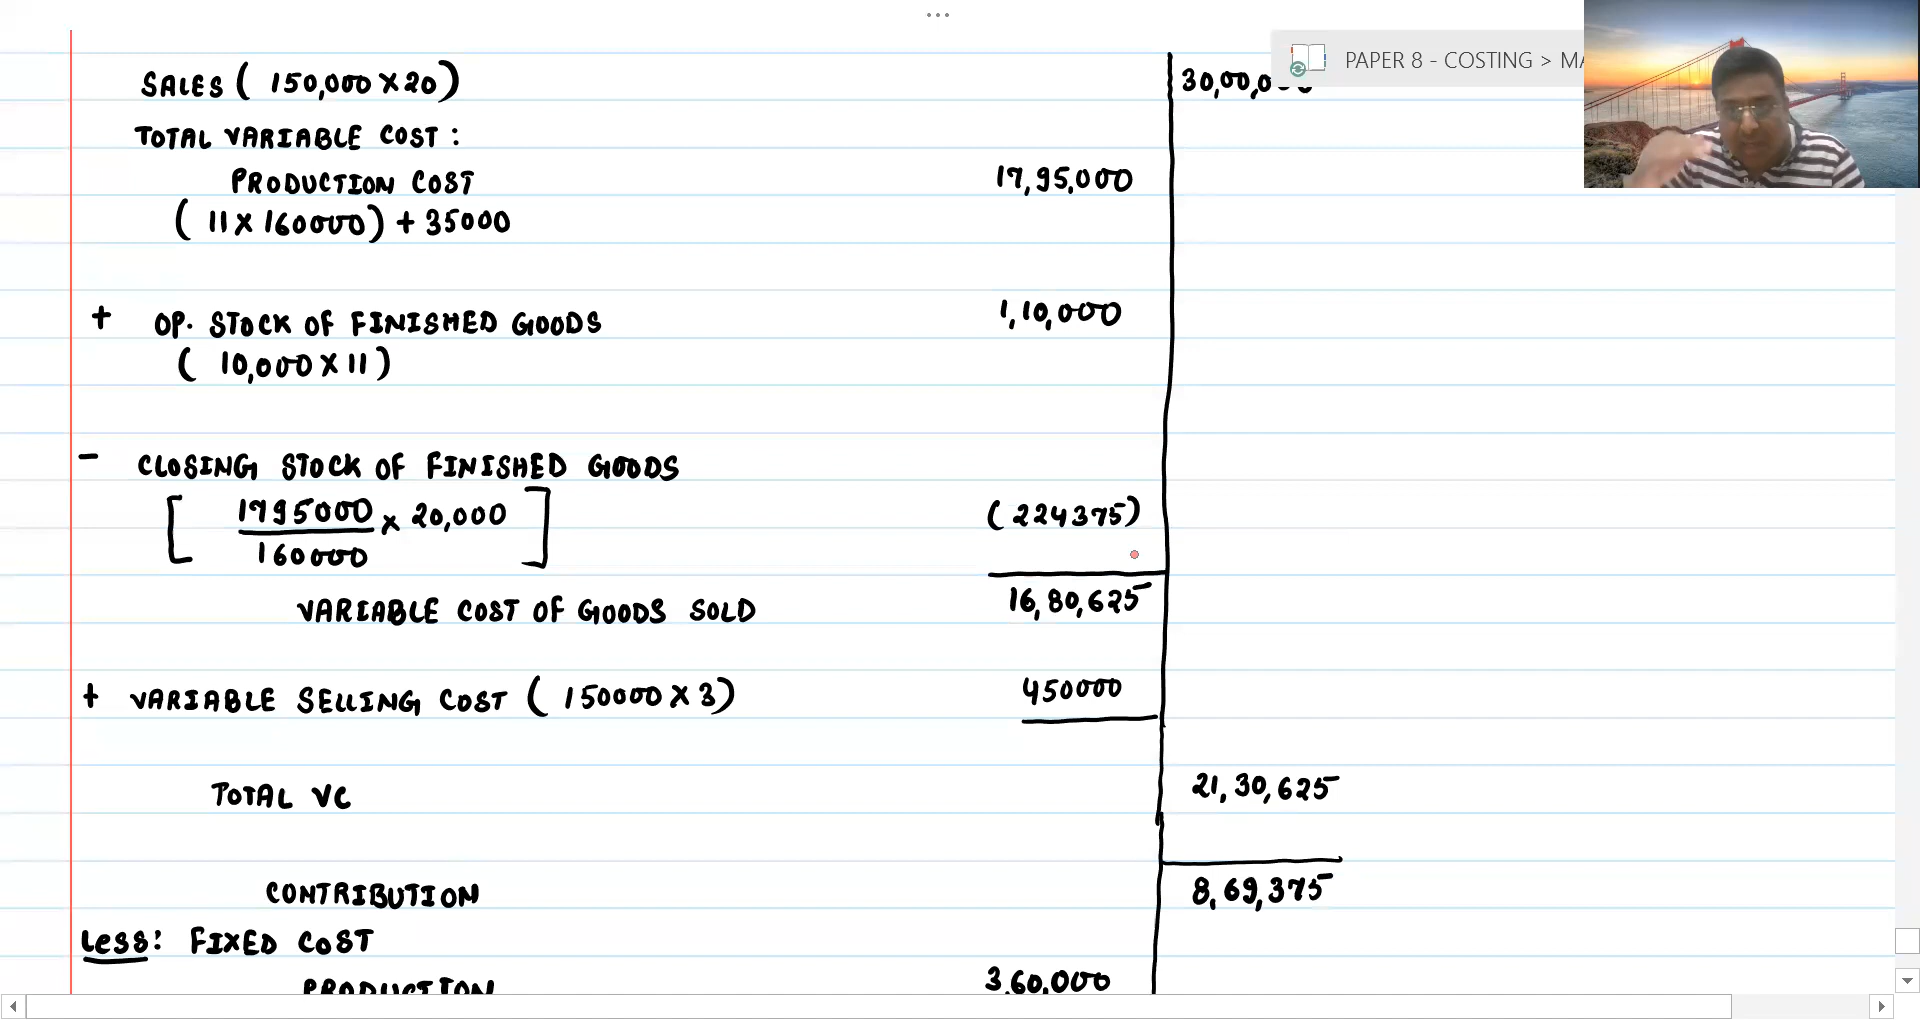 PAPER 8 - COSTING >
SALES ( 150,000 × 20) 30,00,000
TOTAL VARIABLE COST :
PRODUCTION COST 17,95,000
( 11 × 160000) + 35000
+ OP. STOCK OF FINISHED GOODS 1,10,000
( 10,000 × 11 )
- CLOSING STOCK OF FINISHED GOODS
[ 1795000 / 160000 × 20,000 ] ( 224375)
VARIABLE COST OF GOODS SOLD 16,80,625
+ VARIABLE SELLING COST ( 150000 × 3) 450000
TOTAL VC 21,30,625
CONTRIBUTION 8,69,375
Less: FIXED COST
PRODUCTION 3,60,000